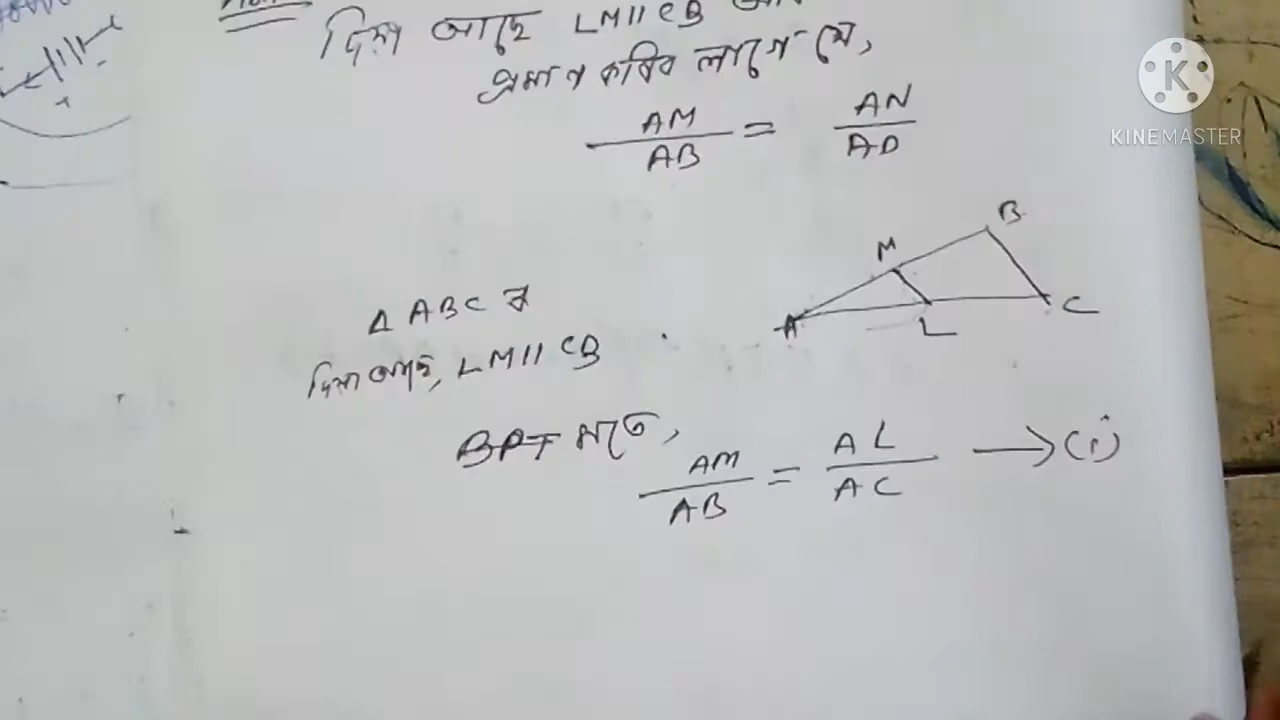 দিয়া আছে LM || CB
প্ৰমাণ কৰিব লাগে যে,
AM/AB = AN/AD
B
M
A
L
C
Δ ABC ৰ
দিয়া আছে, LM || CB
BPT মতে,
AM/AB = AL/AC → (i)
K
KINEMASTER